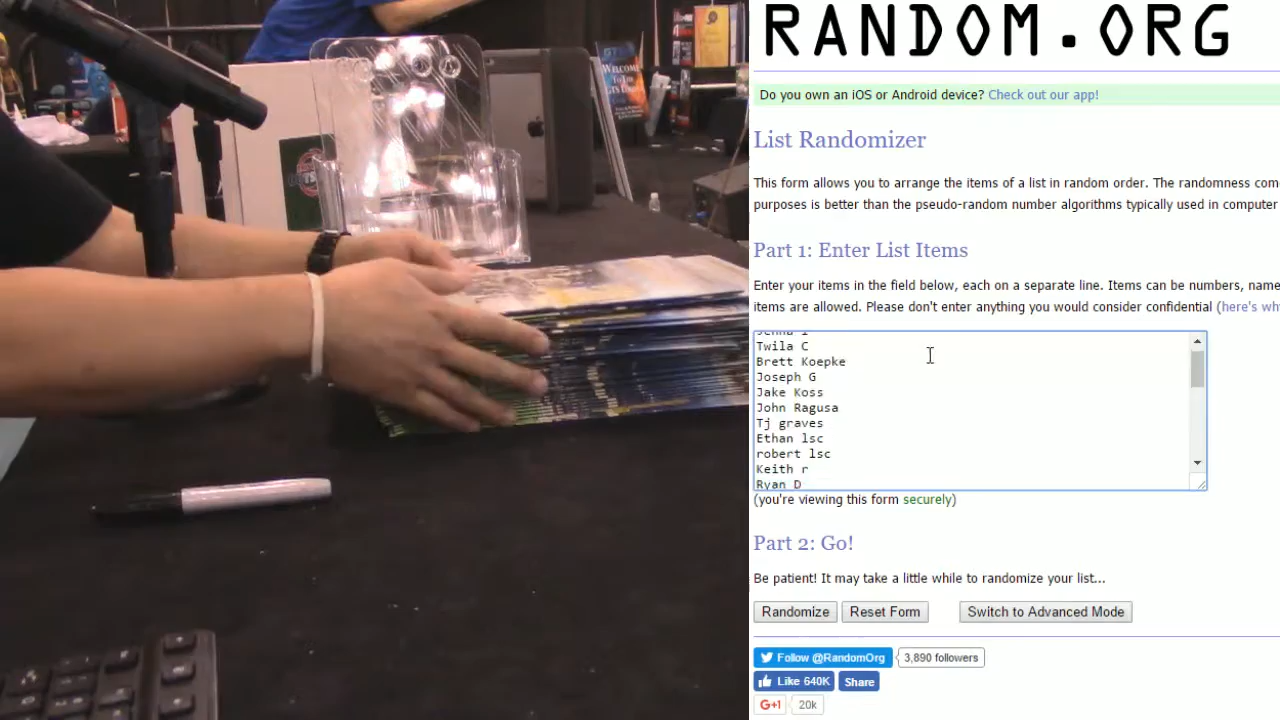 RANDOM.ORG
Do you own an iOS or Android device? Check out our app!
List Randomizer
This form allows you to arrange the items of a list in random order. The randomness com
purposes is better than the pseudo-random number algorithms typically used in computer
Part 1: Enter List Items
Enter your items in the field below, each on a separate line. Items can be numbers, name
items are allowed. Please don't enter anything you would consider confidential (here's why
Twila C
Brett Koepke
Joseph G
Jake Koss
John Ragusa
Tj graves
Ethan lsc
robert lsc
Keith r
Ryan D
(you're viewing this form securely)
Part 2: Go!
Be patient! It may take a little while to randomize your list...
Randomize Reset Form Switch to Advanced Mode
Follow @RandomOrg 3,890 followers
Like 640K Share
G+1 20k
WELCOME